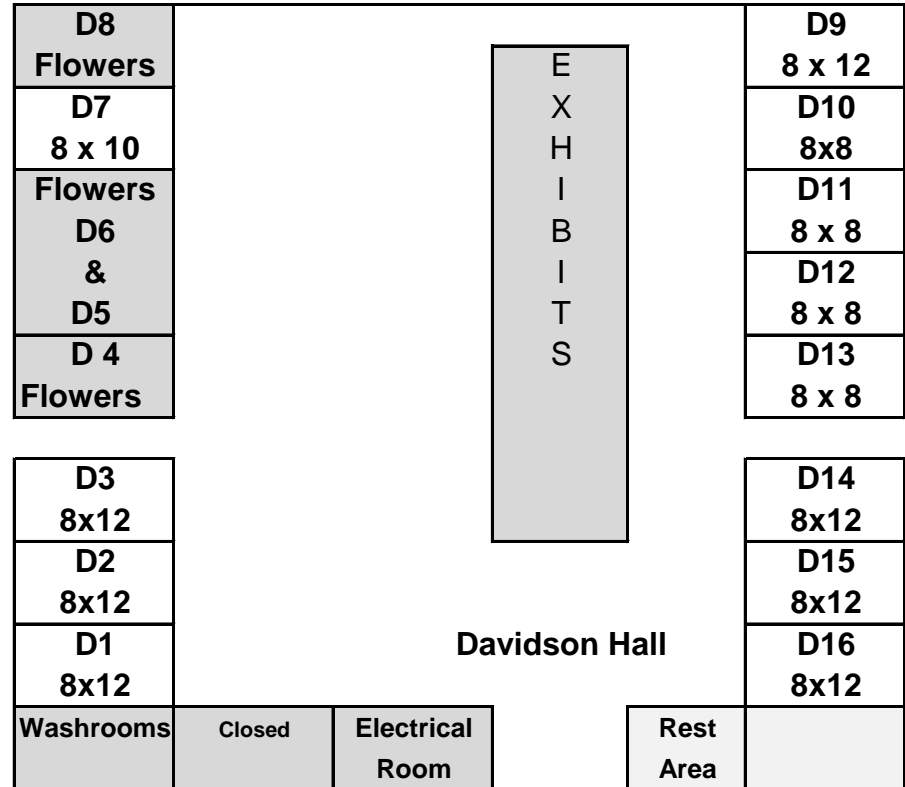 D8
Flowers
D7
8 x 10
Flowers
D6
&
D5
D 4
Flowers
D3
8x12
D2
8x12
D1
8x12
Washrooms
Closed
Electrical
Room
E
X
H
I
B
I
T
S
Davidson Hall
Rest
Area
D9
8 x 12
D10
8x8
D11
8 x 8
D12
8 x 8
D13
8 x 8
D14
8x12
D15
8x12
D16
8x12